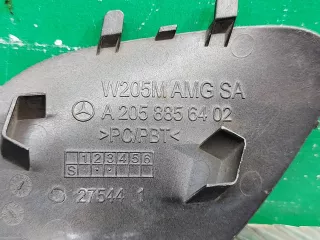 W205M AMG SA
A 205 885 64 02
>PC/PBT<
1 2 3 4 5 6
S
27544 1